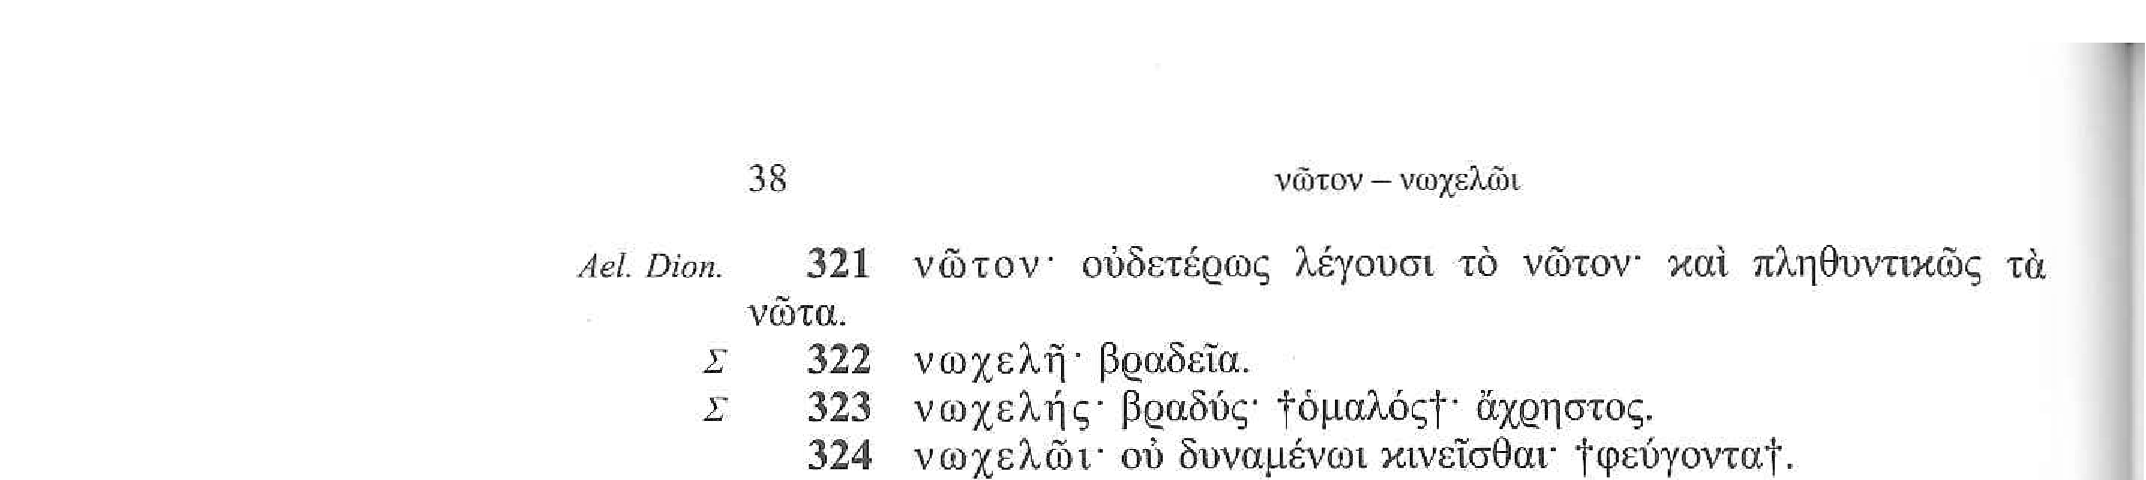 38 νῶτον – νωχελῶι
Ael. Dion. 321 νῶτον· οὐδετέρως λέγουσι τὸ νῶτον· καὶ πληθυντικῶς τὰ
νῶτα.
Σ 322 νωχελῆ· βραδεῖα.
Σ 323 νωχελής· βραδύς· †ὁμαλός†· ἄχρηστος.
324 νωχελῶι· οὐ δυναμένωι κινεῖσθαι· †φεύγοντα†.